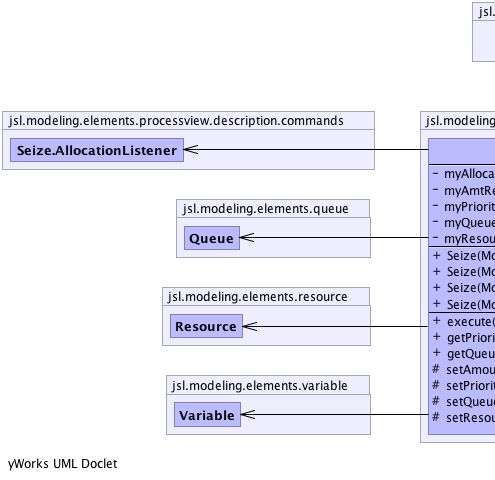 jsl.
jsl.modeling.elements.processview.description.commands
Seize.AllocationListener
jsl.modeling.elements.queue
Queue
jsl.modeling.elements.resource
Resource
jsl.modeling.elements.variable
Variable
jsl.modeling
- myAlloca
- myAmtRe
- myPriorit
- myQueue
- myResou
+ Seize(Mo
+ Seize(Mo
+ Seize(Mo
+ Seize(Mo
+ execute(
+ getPriori
+ getQueu
# setAmou
# setPriorit
# setQueue
# setResou
yWorks UML Doclet